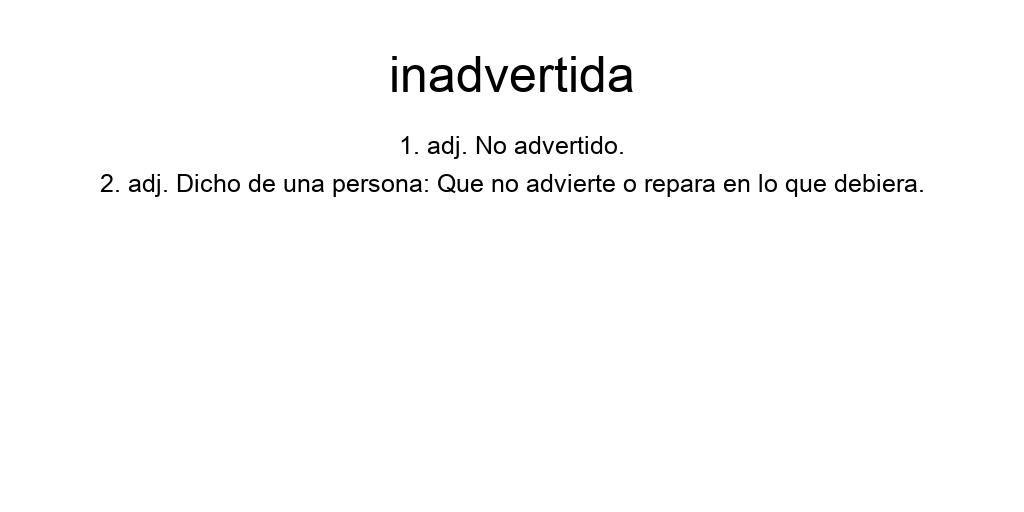 inadvertida
1. adj. No advertido.
2. adj. Dicho de una persona: Que no advierte o repara en lo que debiera.